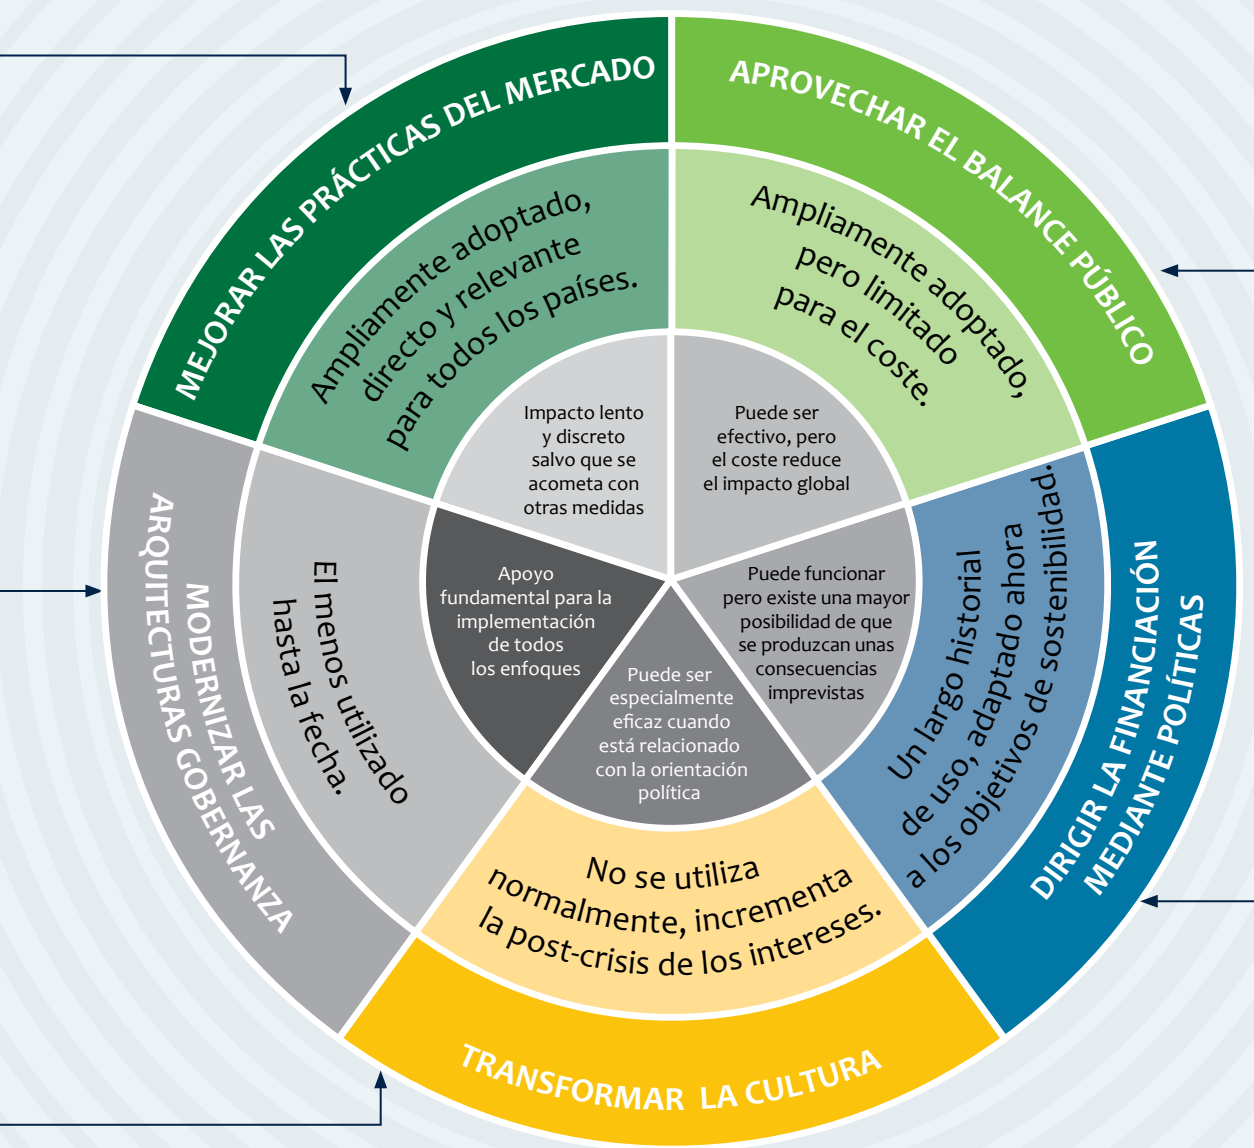 MEJORAR LAS PRÁCTICAS DEL MERCADO
Ampliamente adoptado,
directo y relevante
para todos los países.
Impacto lento
y discreto
salvo que se
acometa con
otras medidas
APROVECHAR EL BALANCE PÚBLICO
Ampliamente adoptado,
pero limitado
para el coste.
Puede ser
efectivo, pero
el coste reduce
el impacto global
DIRIGIR LA FINANCIACIÓN
MEDIANTE POLÍTICAS
Un largo historial
de uso, adaptado ahora
a los objetivos de sostenibilidad.
Puede funcionar
pero existe una mayor
posibilidad de que
se produzcan unas
consecuencias
imprevistas
TRANSFORMAR LA CULTURA
No se utiliza
normalmente, incrementa
la post-crisis de los intereses.
Puede ser
especialmente
eficaz cuando
está relacionado
con la orientación
política
MODERNIZAR LAS
ARQUITECTURAS GOBERNANZA
El menos utilizado
hasta la fecha.
Apoyo
fundamental para la
implementación
de todos
los enfoques